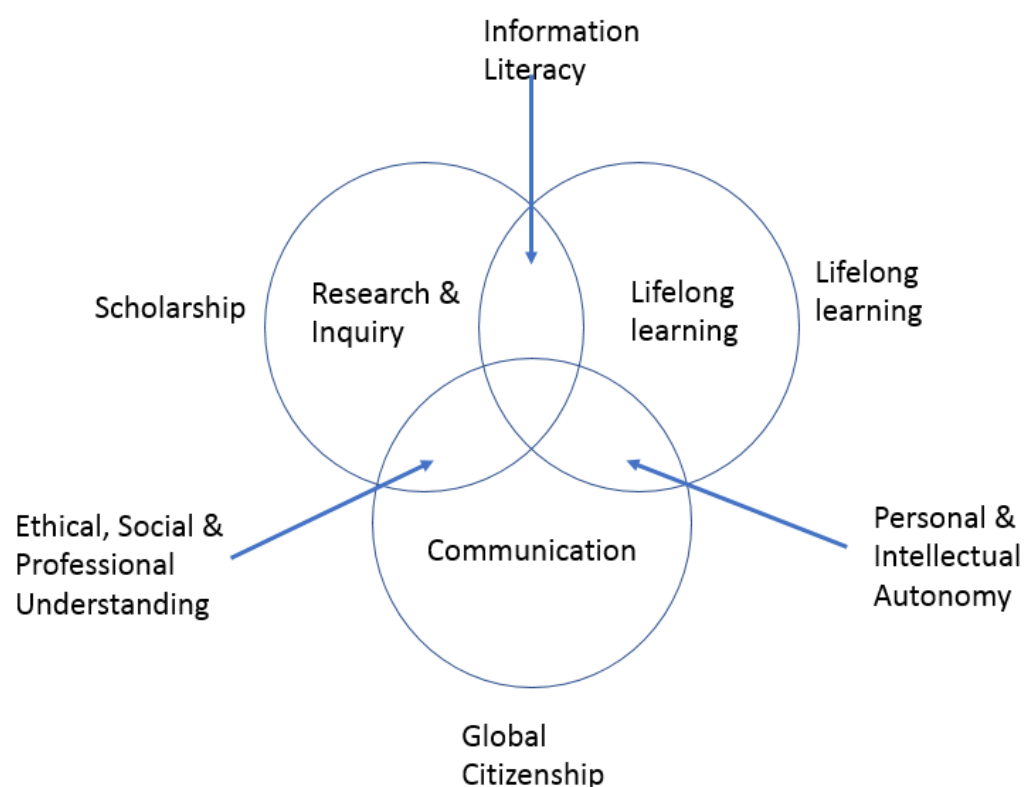 Information
Literacy
Scholarship
Research &
Inquiry
Lifelong
learning
Lifelong
learning
Ethical, Social &
Professional
Understanding
Communication
Personal &
Intellectual
Autonomy
Global
Citizenship